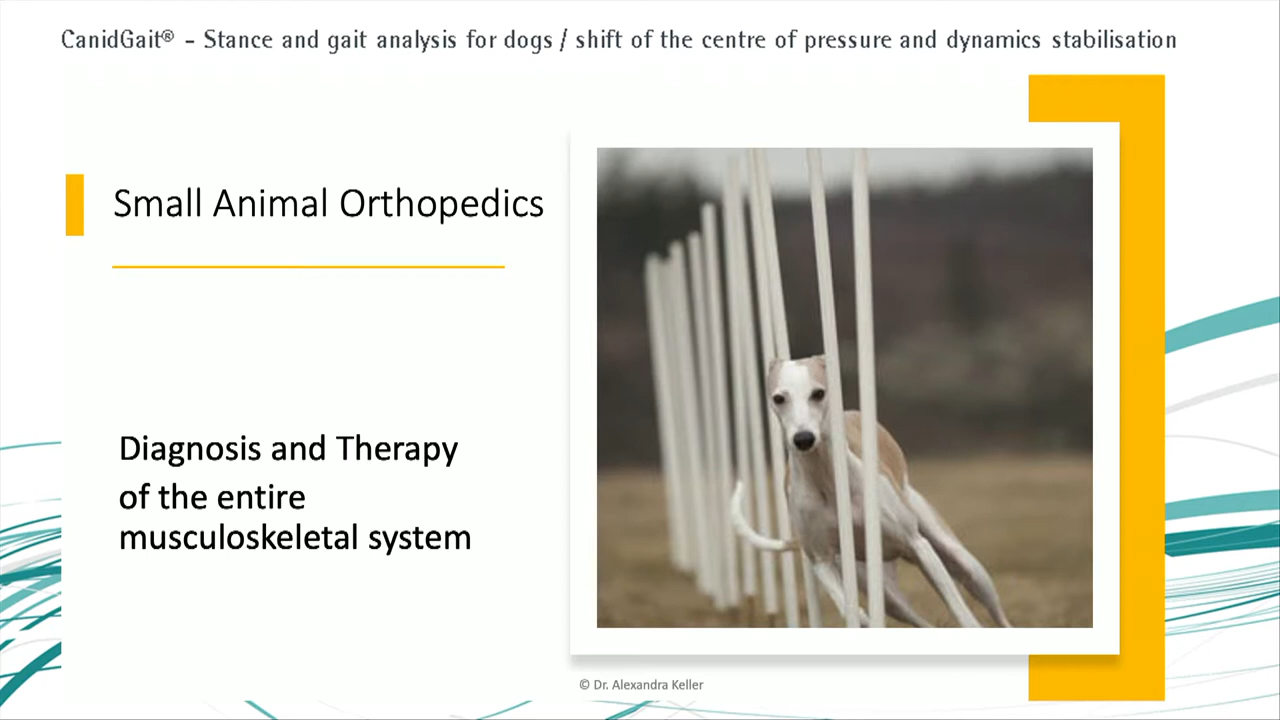 CanidGait® - Stance and gait analysis for dogs / shift of the centre of pressure and dynamics stabilisation
Small Animal Orthopedics
Diagnosis and Therapy
of the entire
musculoskeletal system
© Dr. Alexandra Keller